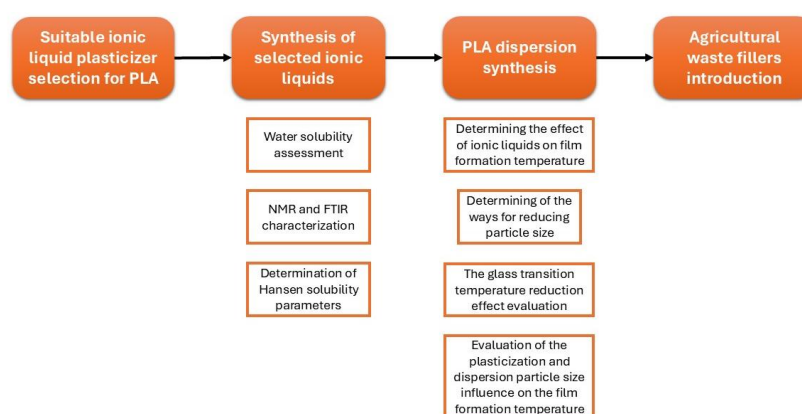 Suitable ionic
liquid plasticizer
selection for PLA
Synthesis of
selected ionic
liquids
PLA dispersion
synthesis
Agricultural
waste fillers
introduction
Water solubility
assessment
NMR and FTIR
characterization
Determination of
Hansen solubility
parameters
Determining the effect
of ionic liquids on film
formation temperature
Determining of the
ways for reducing
particle size
The glass transition
temperature reduction
effect evaluation
Evaluation of the
plasticization and
dispersion particle size
influence on the film
formation temperature